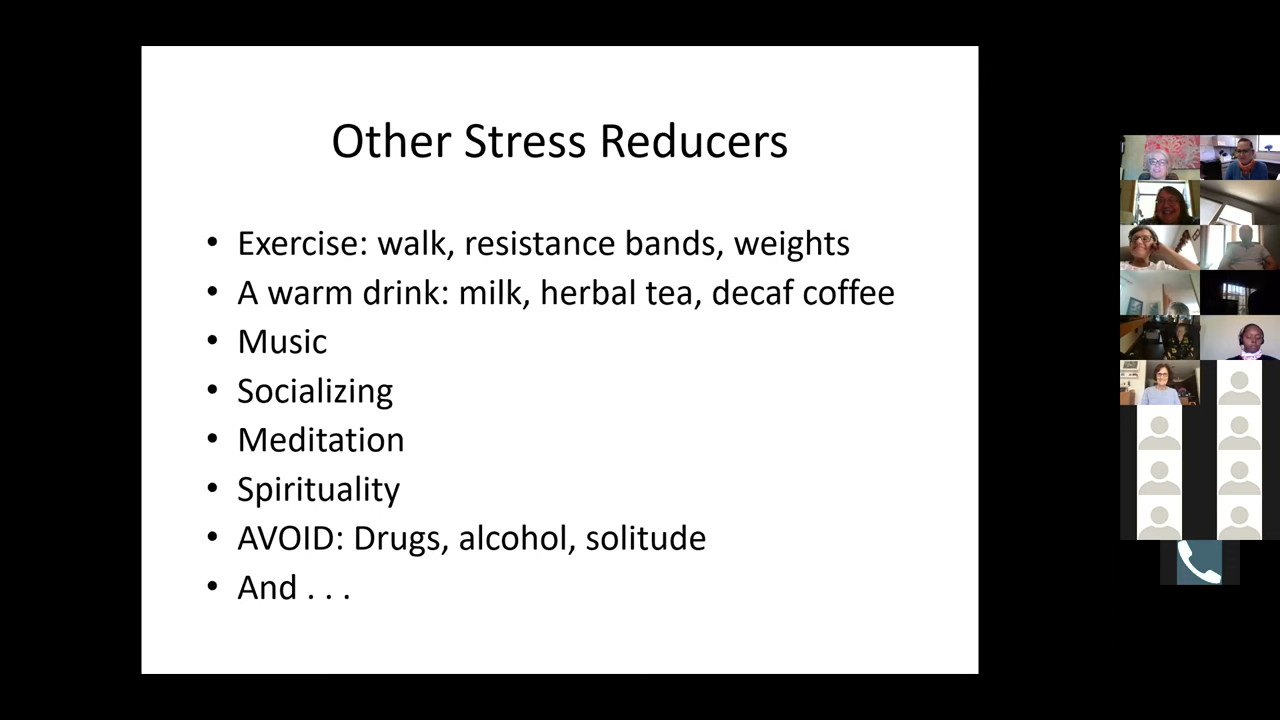 Other Stress Reducers
• Exercise: walk, resistance bands, weights
• A warm drink: milk, herbal tea, decaf coffee
• Music
• Socializing
• Meditation
• Spirituality
• AVOID: Drugs, alcohol, solitude
• And . . .